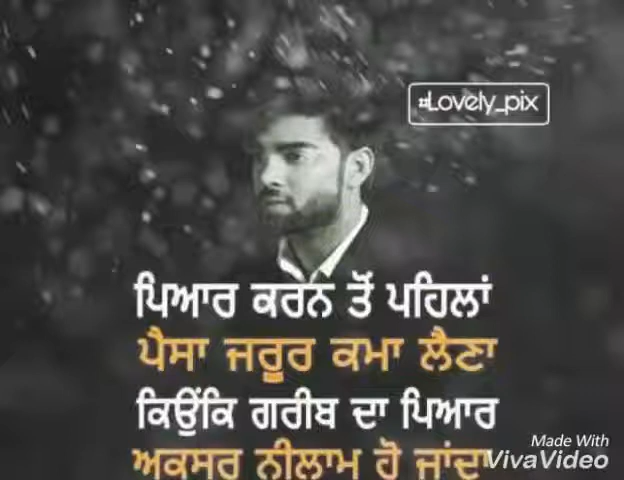 #Lovely_pix
ਪਿਆਰ ਕਰਨ ਤੋਂ ਪਹਿਲਾਂ
ਪੈਸਾ ਜਰੂਰ ਕਮਾ ਲੈਣਾ
ਕਿਉਂਕਿ ਗਰੀਬ ਦਾ ਪਿਆਰ
ਅਕਸਰ ਨੀਲਾਮ ਹੋ ਜਾਂਦਾ
Made With
VivaVideo